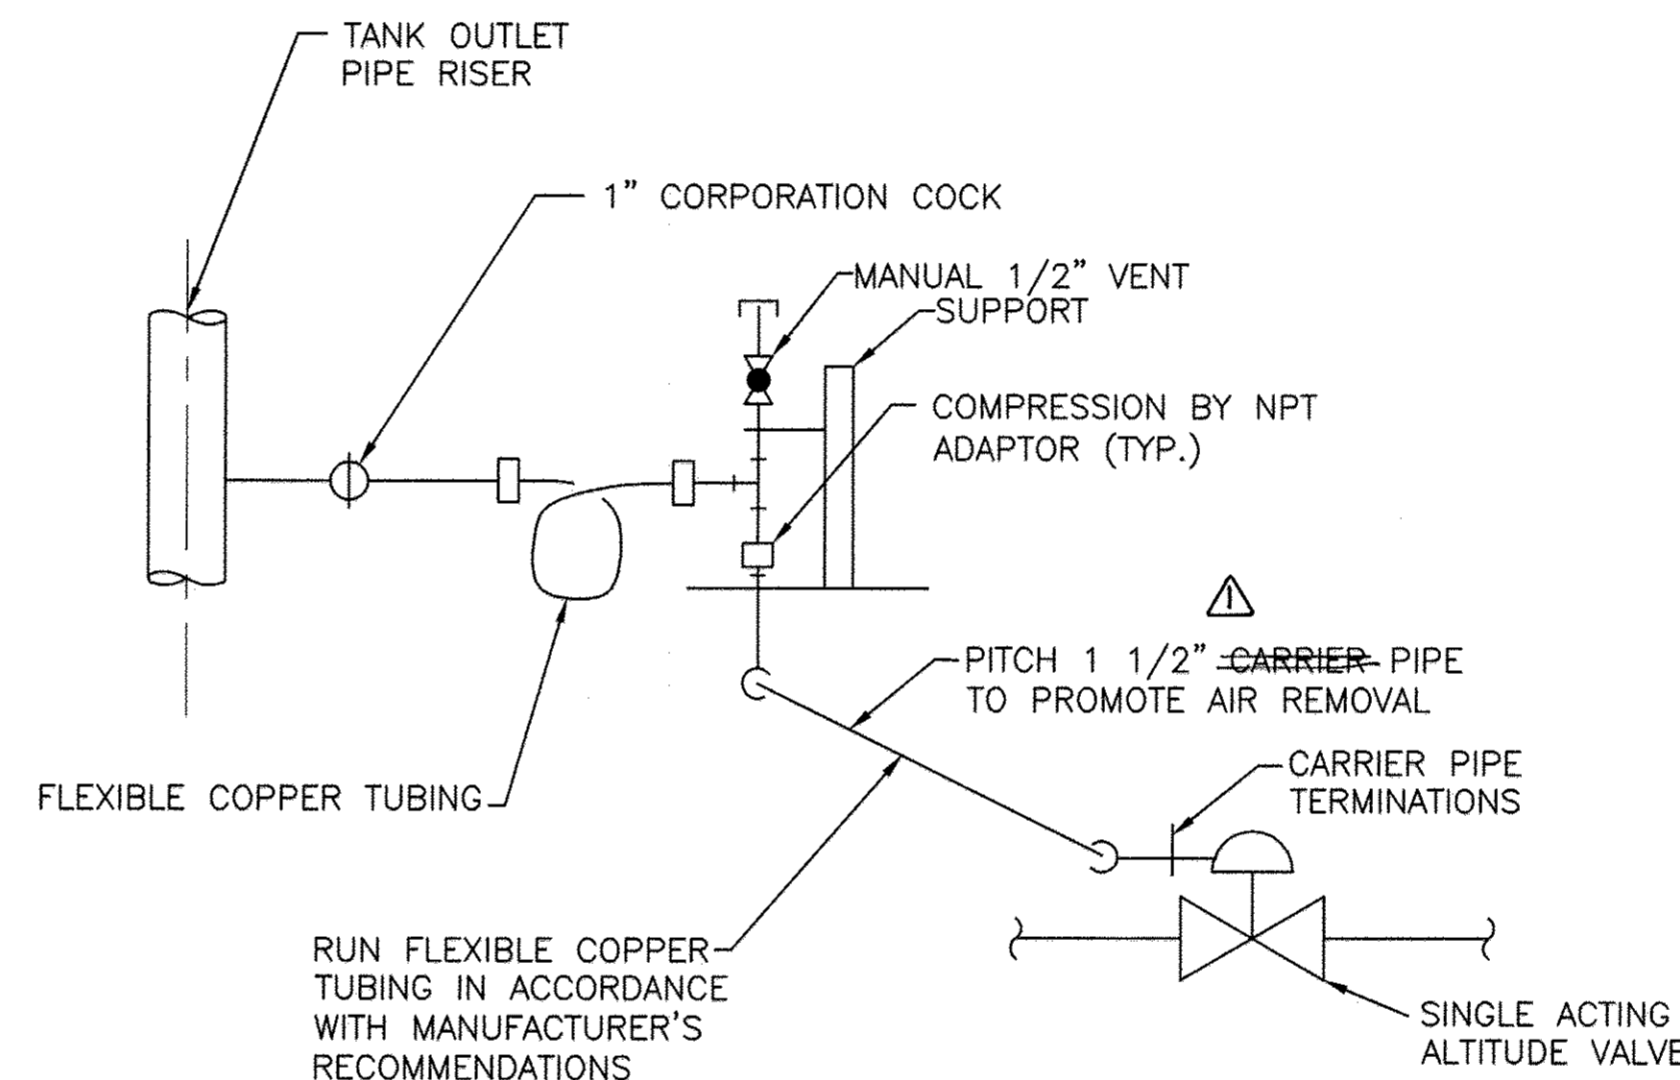 TANK OUTLET
PIPE RISER
1" CORPORATION COCK
MANUAL 1/2" VENT
SUPPORT
COMPRESSION BY NPT
ADAPTOR (TYP.)
1
PITCH 1 1/2" CARRIER PIPE
TO PROMOTE AIR REMOVAL
CARRIER PIPE
TERMINATIONS
FLEXIBLE COPPER TUBING
RUN FLEXIBLE COPPER
TUBING IN ACCORDANCE
WITH MANUFACTURER'S
RECOMMENDATIONS
SINGLE ACTING
ALTITUDE VALVE